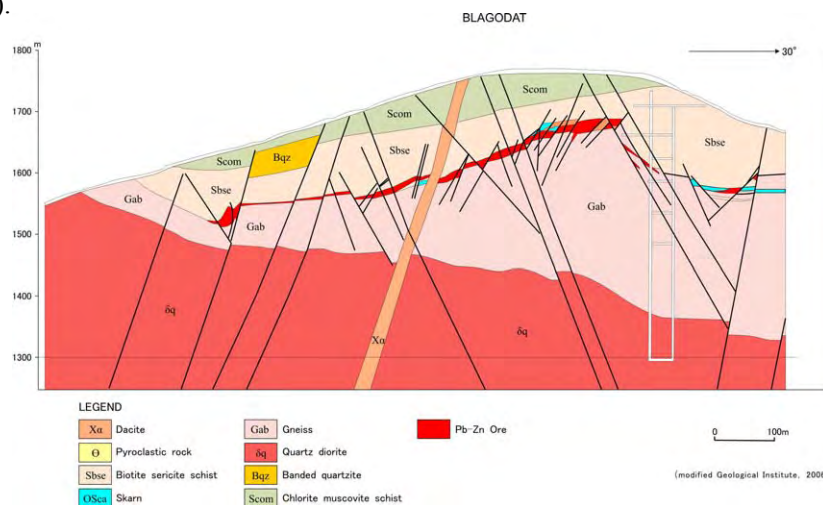 ).
BLAGODAT
m
1800
30°
1700
Scom
Scom
Sbse
Scom
Bqz
Sbse
1600
Sbse
Gab
Gab
Gab
1500
1400
δq
δq
Xα
1300
LEGEND
Xα Dacite
Gab Gneiss
Pb-Zn Ore
Θ Pyroclastic rock
δq Quartz diorite
0 100m
Sbse Biotite sericite schist
Bqz Banded quartzite
(modified Geological Institute, 2006
OSca Skarn
Scom Chlorite muscovite schist